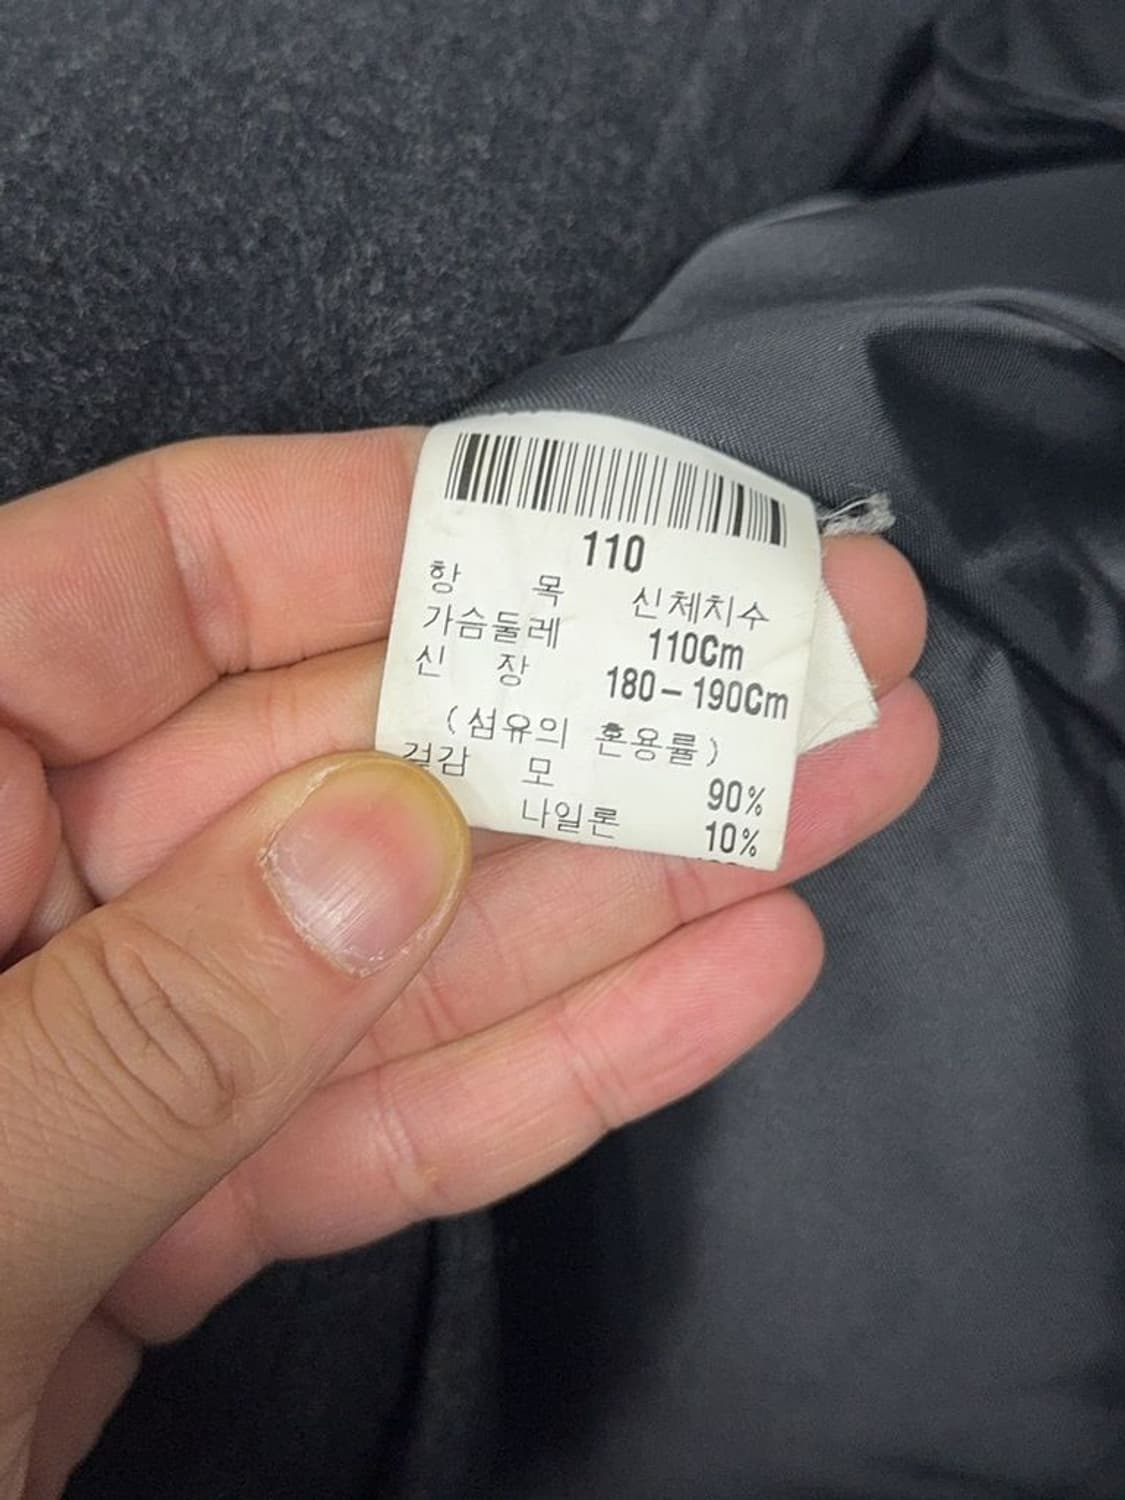 110
항 목 신체치수
가슴둘레 110Cm
신 장 180-190Cm
(섬유의 혼용률)
겉감 모 90%
나일론 10%